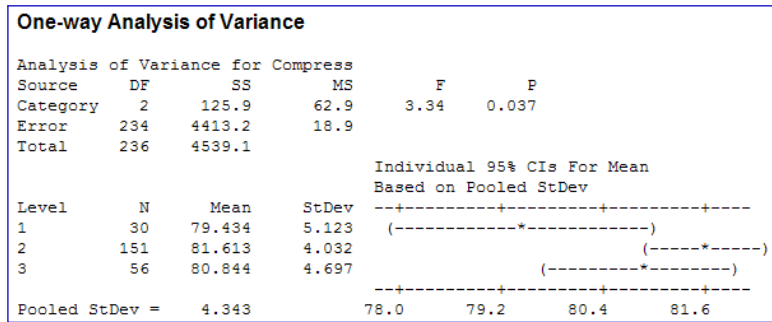 One-way Analysis of Variance
Analysis of Variance for Compress
Source DF SS MS F P
Category 2 125.9 62.9 3.34 0.037
Error 234 4413.2 18.9
Total 236 4539.1
Individual 95% CIs For Mean
Based on Pooled StDev
Level N Mean StDev --+---------+---------+---------+----
1 30 79.434 5.123 (------------*------------)
2 151 81.613 4.032 (-----*-----)
3 56 80.844 4.697 (---------*--------)
--+---------+---------+---------+----
Pooled StDev = 4.343 78.0 79.2 80.4 81.6